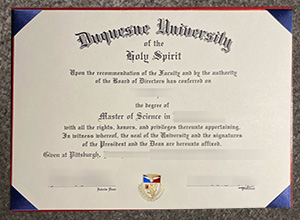 Duquesne University
of the
Holy Spirit
Upon the recommendation of the Faculty and by the authority
of the Board of Directors has conferred on
the degree of
Master of Science in
with all the rights, honors, and privileges thereunto appertaining.
In witness whereof, the seal of the University and the signatures
of the President and the Dean are hereunto affixed.
Given at Pittsburgh,